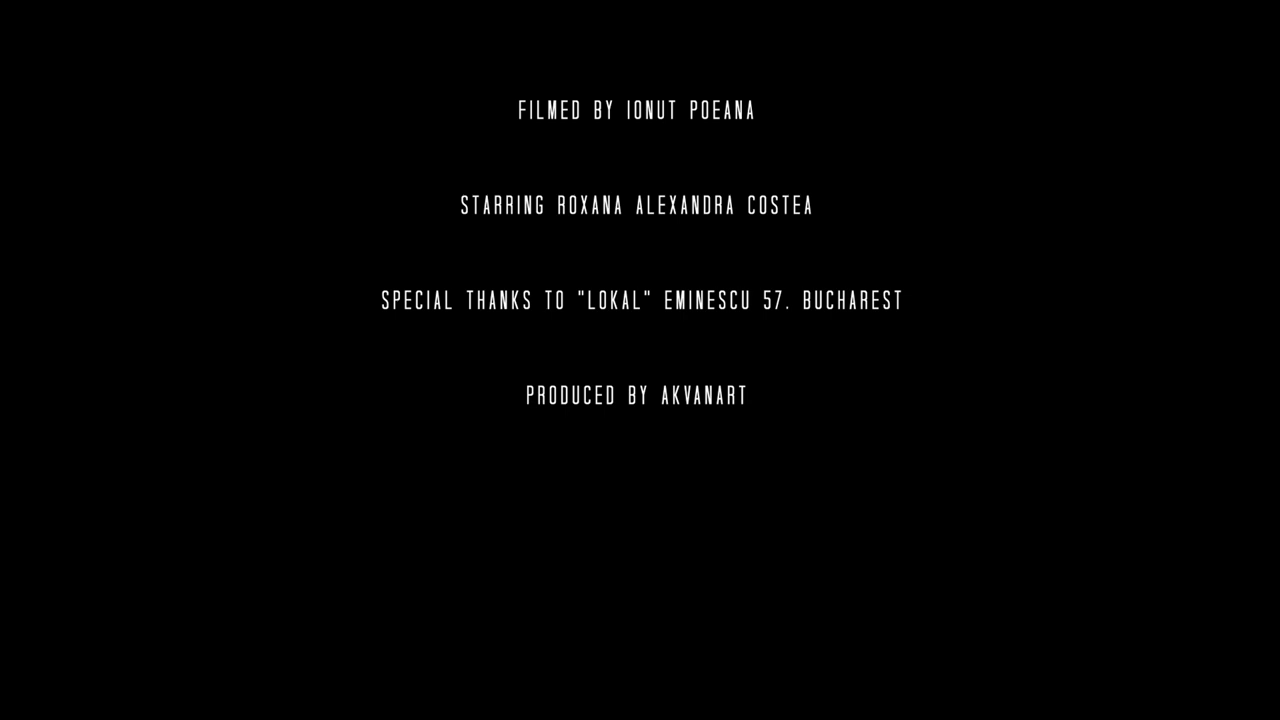 FILMED BY IONUT POEANA
STARRING ROXANA ALEXANDRA COSTEA
SPECIAL THANKS TO "LOKAL" EMINESCU 57. BUCHAREST
PRODUCED BY AKVANART